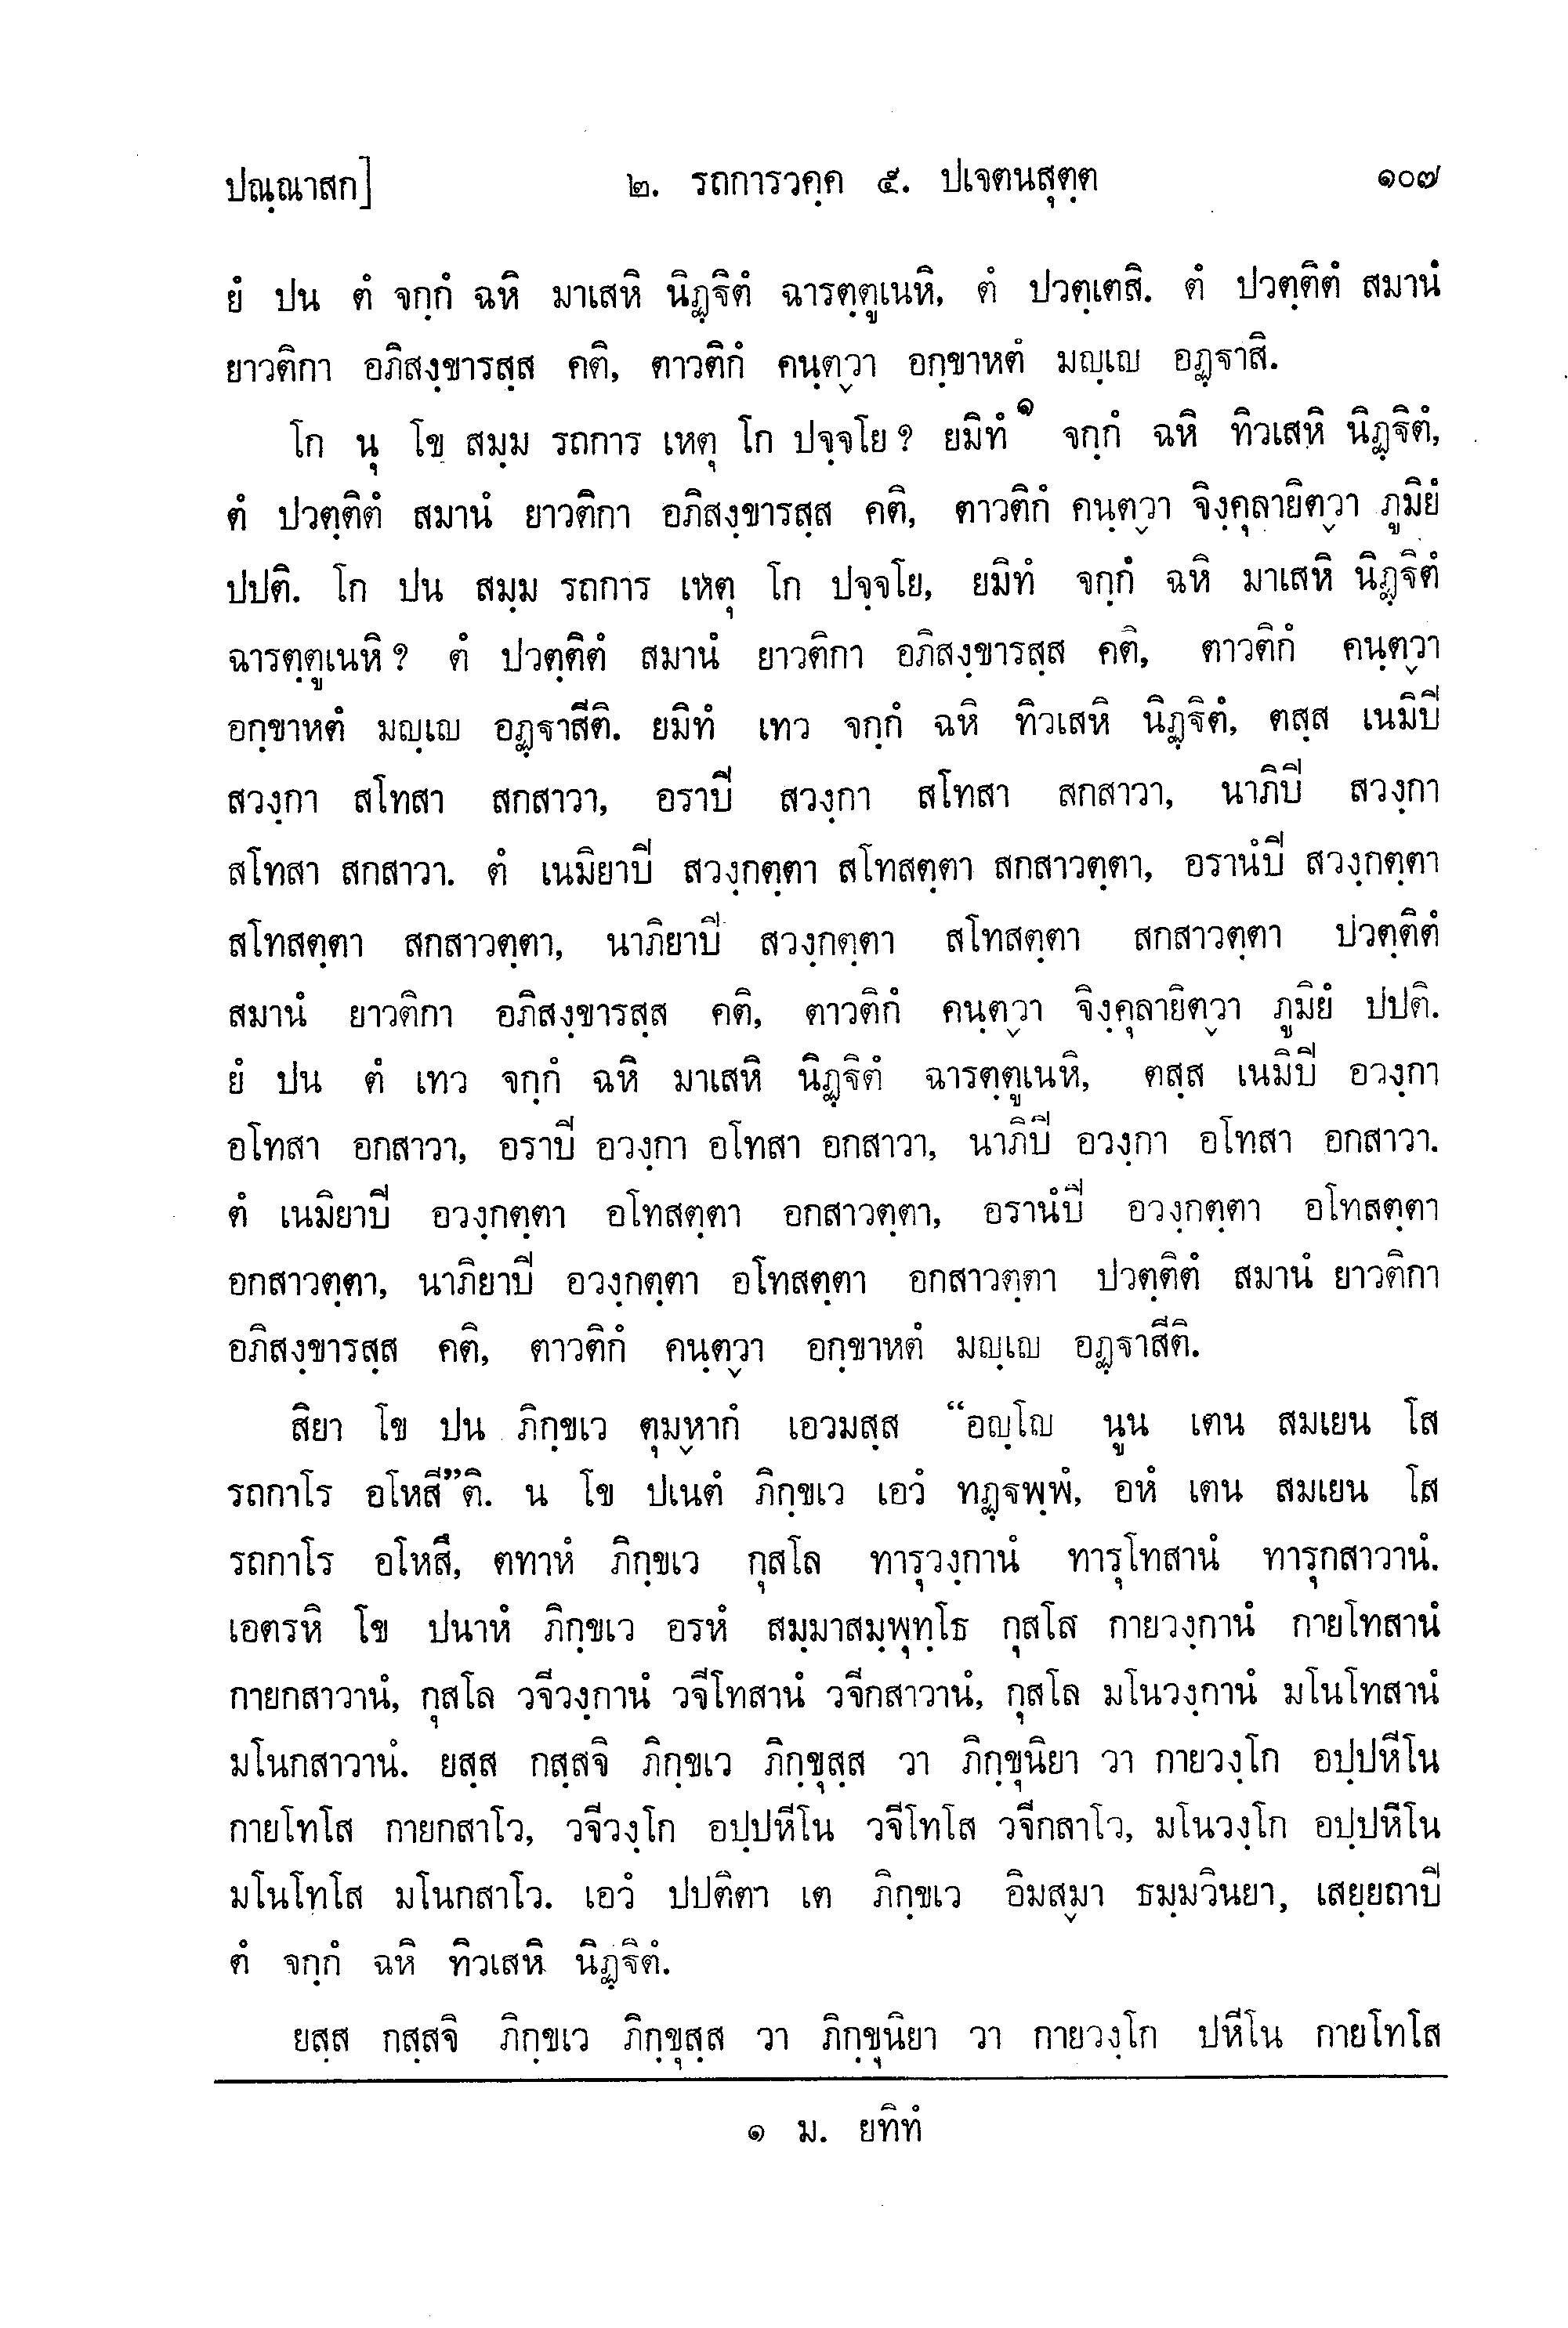 ปณฺณาสก] ๒. รถการวคฺค ๕. ปเจตนสุตฺต ๑๐๗
ยํ ปน ตํ จกฺกํ ฉหิ มาเสหิ นิฏฺฐิตํ ฉารตฺตูเนหิ, ตํ ปวตฺเตสิ. ตํ ปวตฺติตํ สมานํ
ยาวติกา อภิสงฺขารสฺส คติ, ตาวติกํ คนฺตฺวา อกฺขาหตํ มญฺเญ อฏฺฐาสิ.
โก นุ โข สมฺม รถการ เหตุ โก ปจฺจโย ? ยมิทํ๑ จกฺกํ ฉหิ ทิวเสหิ นิฏฺฐิตํ,
ตํ ปวตฺติตํ สมานํ ยาวติกา อภิสงฺขารสฺส คติ, ตาวติกํ คนฺตฺวา จิงฺคุลายิตฺวา ภูมิยํ
ปปติ. โก ปน สมฺม รถการ เหตุ โก ปจฺจโย, ยมิทํ จกฺกํ ฉหิ มาเสหิ นิฏฺฐิตํ
ฉารตฺตูเนหิ ? ตํ ปวตฺติตํ สมานํ ยาวติกา อภิสงฺขารสฺส คติ, ตาวติกํ คนฺตฺวา
อกฺขาหตํ มญฺเญ อฏฺฐาสีติ. ยมิทํ เทว จกฺกํ ฉหิ ทิวเสหิ นิฏฺฐิตํ, ตสฺส เนมิปี
สวงฺกา สโทสา สกสาวา, อราปี สวงฺกา สโทสา สกสาวา, นาภิปี สวงฺกา
สโทสา สกสาวา. ตํ เนมิยาปี สวงฺกตฺตา สโทสตฺตา สกสาวตฺตา, อรานํปี สวงฺกตฺตา
สโทสตฺตา สกสาวตฺตา, นาภิยาปี สวงฺกตฺตา สโทสตฺตา สกสาวตฺตา ปวตฺติตํ
สมานํ ยาวติกา อภิสงฺขารสฺส คติ, ตาวติกํ คนฺตฺวา จิงฺคุลายิตฺวา ภูมิยํ ปปติ.
ยํ ปน ตํ เทว จกฺกํ ฉหิ มาเสหิ นิฏฺฐิตํ ฉารตฺตูเนหิ, ตสฺส เนมิปี อวงฺกา
อโทสา อกสาวา, อราปี อวงฺกา อโทสา อกสาวา, นาภิปี อวงฺกา อโทสา อกสาวา.
ตํ เนมิยาปี อวงฺกตฺตา อโทสตฺตา อกสาวตฺตา, อรานํปี อวงฺกตฺตา อโทสตฺตา
อกสาวตฺตา, นาภิยาปี อวงฺกตฺตา อโทสตฺตา อกสาวตฺตา ปวตฺติตํ สมานํ ยาวติกา
อภิสงฺขารสฺส คติ, ตาวติกํ คนฺตฺวา อกฺขาหตํ มญฺเญ อฏฺฐาสีติ.
สิยา โข ปน ภิกฺขเว ตุมฺหากํ เอวมสฺส “อญฺโญ นูน เตน สมเยน โส
รถกาโร อโหสี”ติ. น โข ปเนตํ ภิกฺขเว เอวํ ทฏฺฐพฺพํ, อหํ เตน สมเยน โส
รถกาโร อโหสึ, ตทาหํ ภิกฺขเว กุสโล ทารุวงฺกานํ ทารุโทสานํ ทารุกสาวานํ.
เอตรหิ โข ปนาหํ ภิกฺขเว อรหํ สมฺมาสมฺพุทฺโธ กุสโล กายวงฺกานํ กายโทสานํ
กายกสาวานํ, กุสโล วจีวงฺกานํ วจีโทสานํ วจีกสาวานํ, กุสโล มโนวงฺกานํ มโนโทสานํ
มโนกสาวานํ. ยสฺส กสฺสจิ ภิกฺขเว ภิกฺขุสฺส วา ภิกฺขุนิยา วา กายวงฺโก อปฺปหีโน
กายโทโส กายกสาโว, วจีวงฺโก อปฺปหีโน วจีโทโส วจีกสาโว, มโนวงฺโก อปฺปหีโน
มโนโทโส มโนกสาโว. เอวํ ปปติตา เต ภิกฺขเว อิมสฺมา ธมฺมวินยา, เสยฺยถาปี
ตํ จกฺกํ ฉหิ ทิวเสหิ นิฏฺฐิตํ.
ยสฺส กสฺสจิ ภิกฺขเว ภิกฺขุสฺส วา ภิกฺขุนิยา วา กายวงฺโก ปหีโน กายโทโส
๑ ม. ยทิทํ